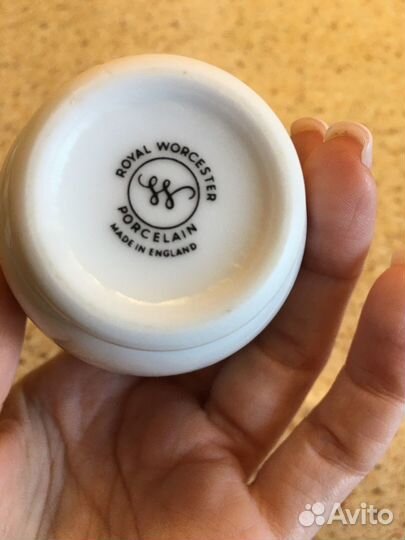 ROYAL WORCESTER
PORCELAIN
MADE IN ENGLAND
Avito